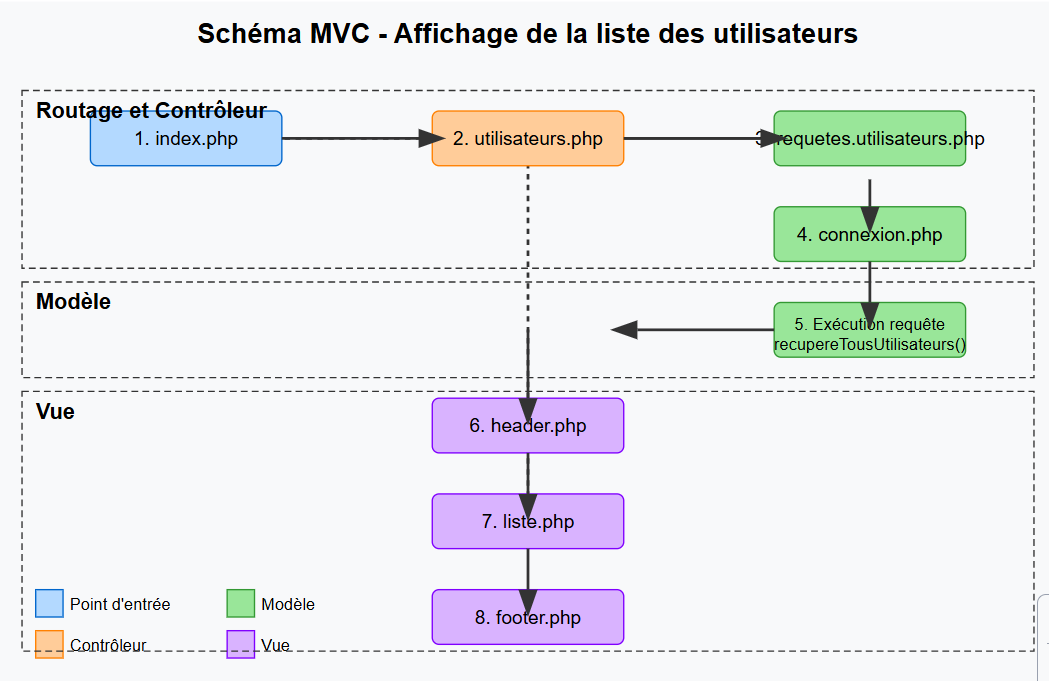 Schéma MVC - Affichage de la liste des utilisateurs
Routage et Contrôleur
1. index.php
2. utilisateurs.php
3. requetes.utilisateurs.php
4. connexion.php
Modèle
5. Exécution requête
recupereTousUtilisateurs()
Vue
6. header.php
7. liste.php
8. footer.php
Point d'entrée
Modèle
Contrôleur
Vue